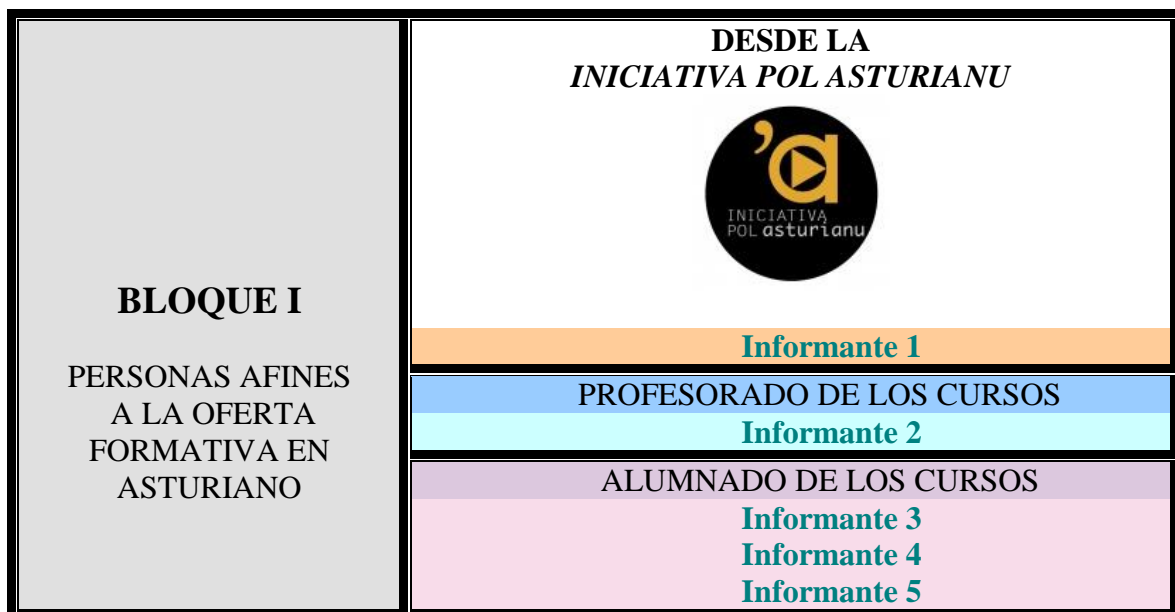 BLOQUE I
PERSONAS AFINES
A LA OFERTA
FORMATIVA EN
ASTURIANO
DESDE LA
INICIATIVA POL ASTURIANU
’a
INICIATIVA
POL asturianu
Informante 1
PROFESORADO DE LOS CURSOS
Informante 2
ALUMNADO DE LOS CURSOS
Informante 3
Informante 4
Informante 5